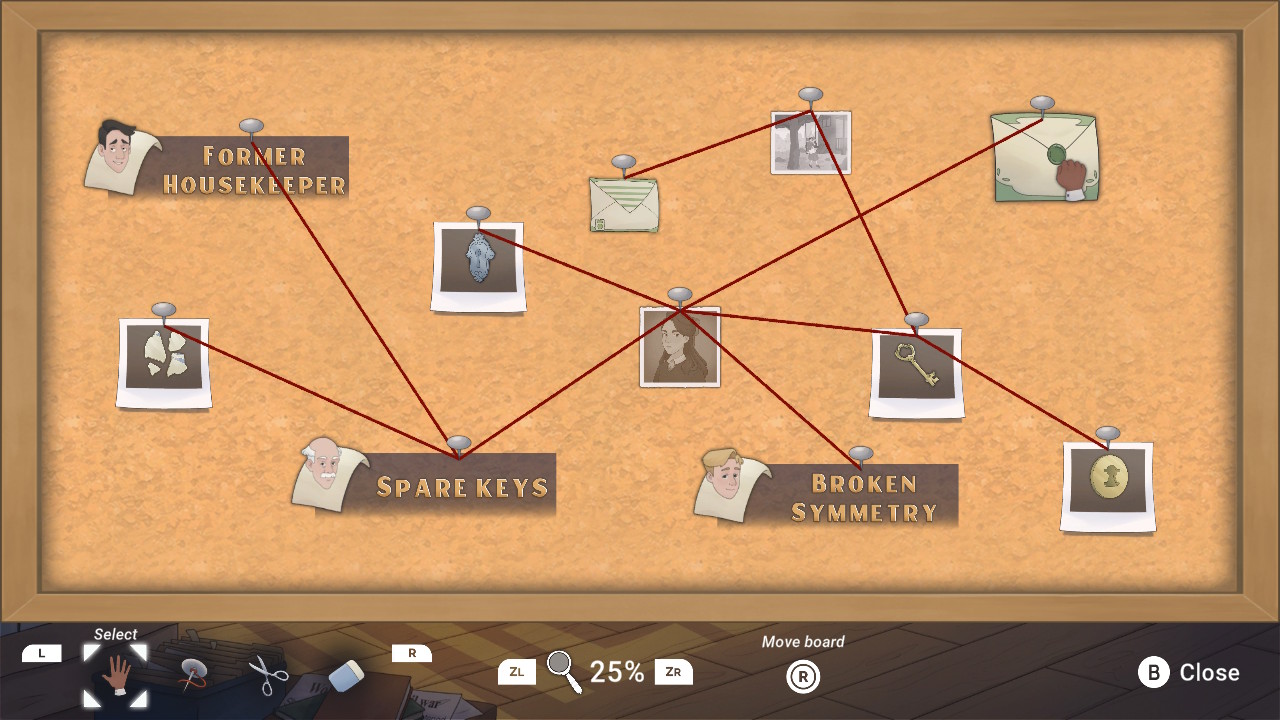 FORMER
HOUSEKEEPER
SPARE KEYS
BROKEN
SYMMETRY
Select
L
R
ZL
25%
ZR
Move board
R
B
Close